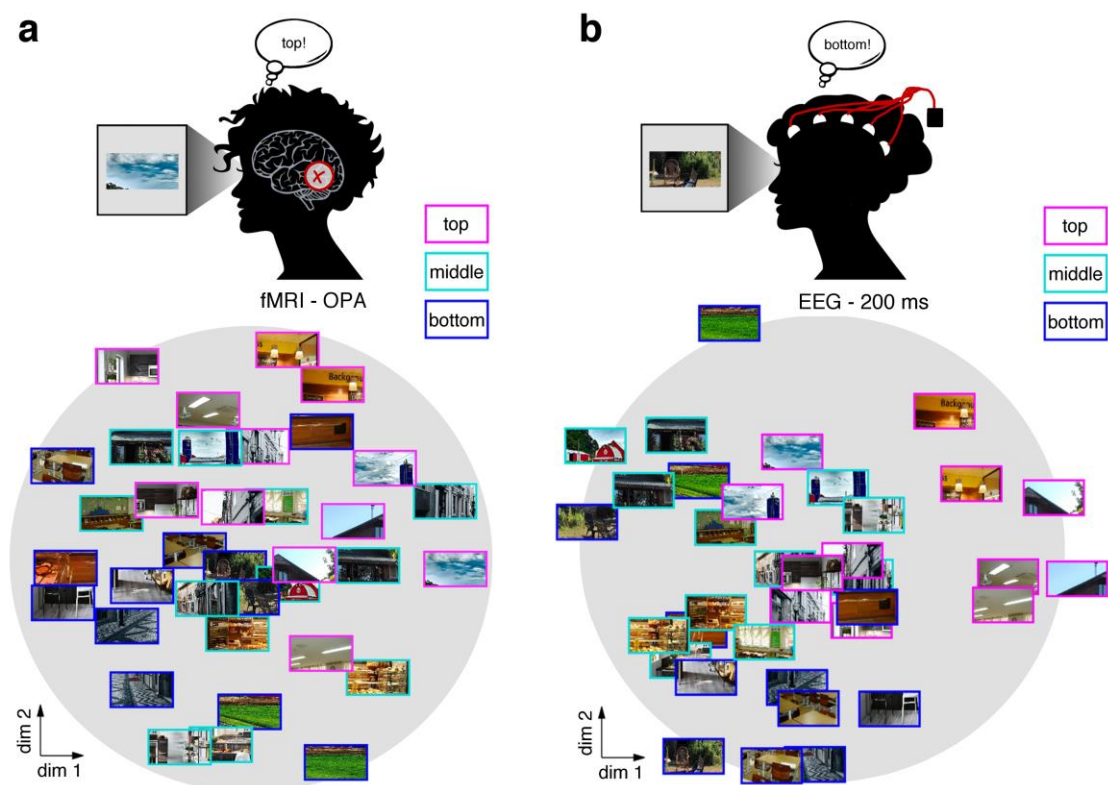 a
top!
top
middle
bottom
fMRI - OPA
dim 2
dim 1
b
bottom!
top
middle
bottom
EEG - 200 ms
dim 2
dim 1